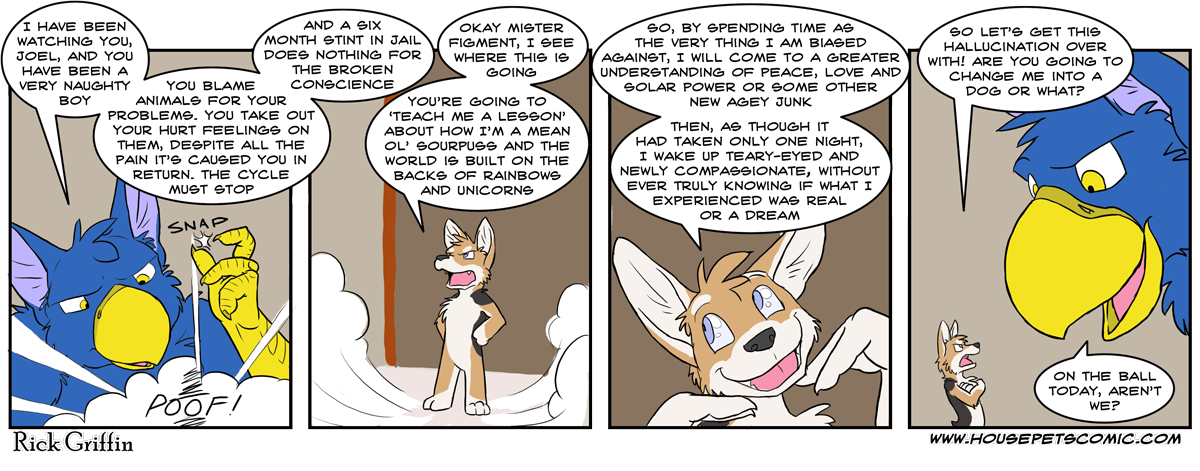 I HAVE BEEN
WATCHING YOU,
JOEL, AND YOU
HAVE BEEN A
VERY NAUGHTY
BOY
YOU BLAME
ANIMALS FOR YOUR
PROBLEMS. YOU TAKE OUT
YOUR HURT FEELINGS ON
THEM, DESPITE ALL THE
PAIN IT'S CAUSED YOU IN
RETURN. THE CYCLE
MUST STOP
SNAP
POOF!
AND A SIX
MONTH STINT IN JAIL
DOES NOTHING FOR
THE BROKEN
CONSCIENCE
OKAY MISTER
FIGMENT, I SEE
WHERE THIS IS
GOING
YOU'RE GOING TO
'TEACH ME A LESSON'
ABOUT HOW I'M A MEAN
OL' SOURPUSS AND THE
WORLD IS BUILT ON THE
BACKS OF RAINBOWS
AND UNICORNS
SO, BY SPENDING TIME AS
THE VERY THING I AM BIASED
AGAINST, I WILL COME TO A GREATER
UNDERSTANDING OF PEACE, LOVE AND
SOLAR POWER OR SOME OTHER
NEW AGEY JUNK
THEN, AS THOUGH IT
HAD TAKEN ONLY ONE NIGHT,
I WAKE UP TEARY-EYED AND
NEWLY COMPASSIONATE, WITHOUT
EVER TRULY KNOWING IF WHAT I
EXPERIENCED WAS REAL
OR A DREAM
SO LET'S GET THIS
HALLUCINATION OVER
WITH! ARE YOU GOING TO
CHANGE ME INTO A
DOG OR WHAT?
ON THE BALL
TODAY, AREN'T
WE?
Rick Griffin
WWW.HOUSEPETSCOMIC.COM